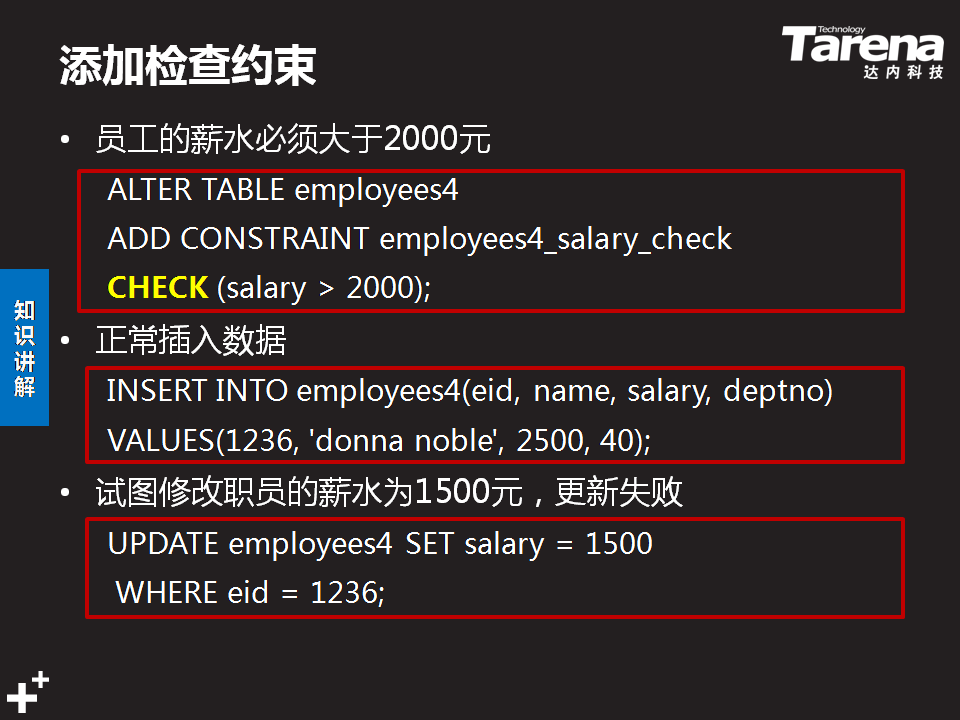 添加检查约束
Technology
Tarena
达内科技
• 员工的薪水必须大于2000元
ALTER TABLE employees4
ADD CONSTRAINT employees4_salary_check
CHECK (salary > 2000);
知识讲解
• 正常插入数据
INSERT INTO employees4(eid, name, salary, deptno)
VALUES(1236, 'donna noble', 2500, 40);
• 试图修改职员的薪水为1500元，更新失败
UPDATE employees4 SET salary = 1500
WHERE eid = 1236;